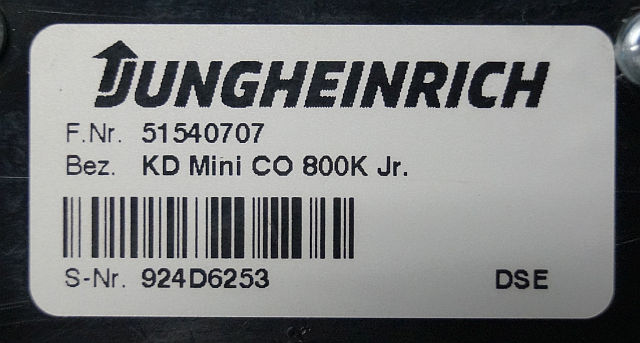 JUNGHEINRICH
F.Nr. 51540707
Bez. KD Mini CO 800K Jr.
S-Nr. 924D6253 DSE